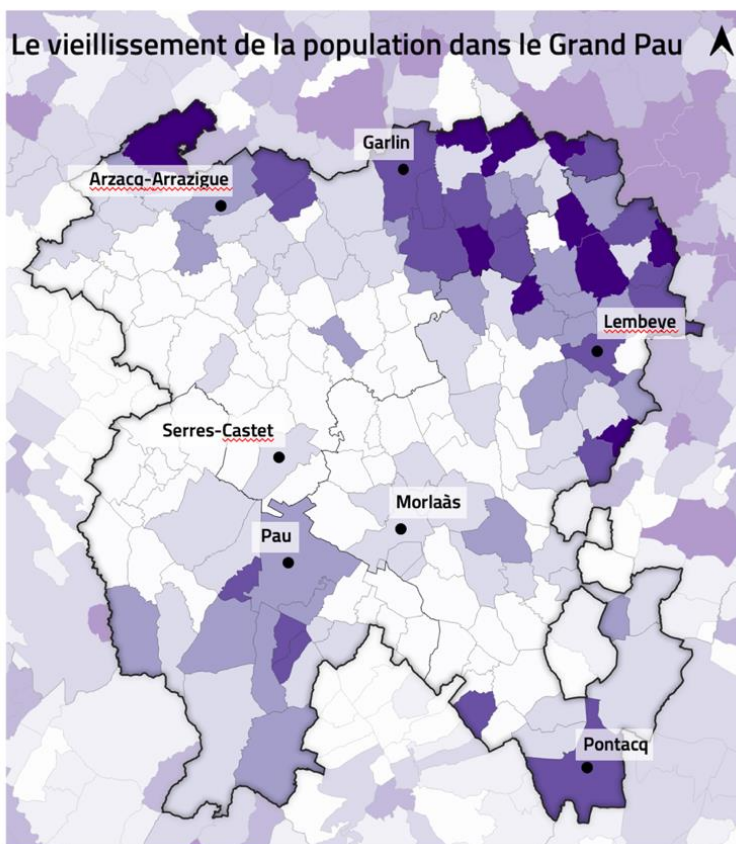 Le vieillissement de la population dans le Grand Pau
Garlin
Arzacq-Arrazigue
Lembeye
Serres-Castet
Morlaàs
Pau
Pontacq